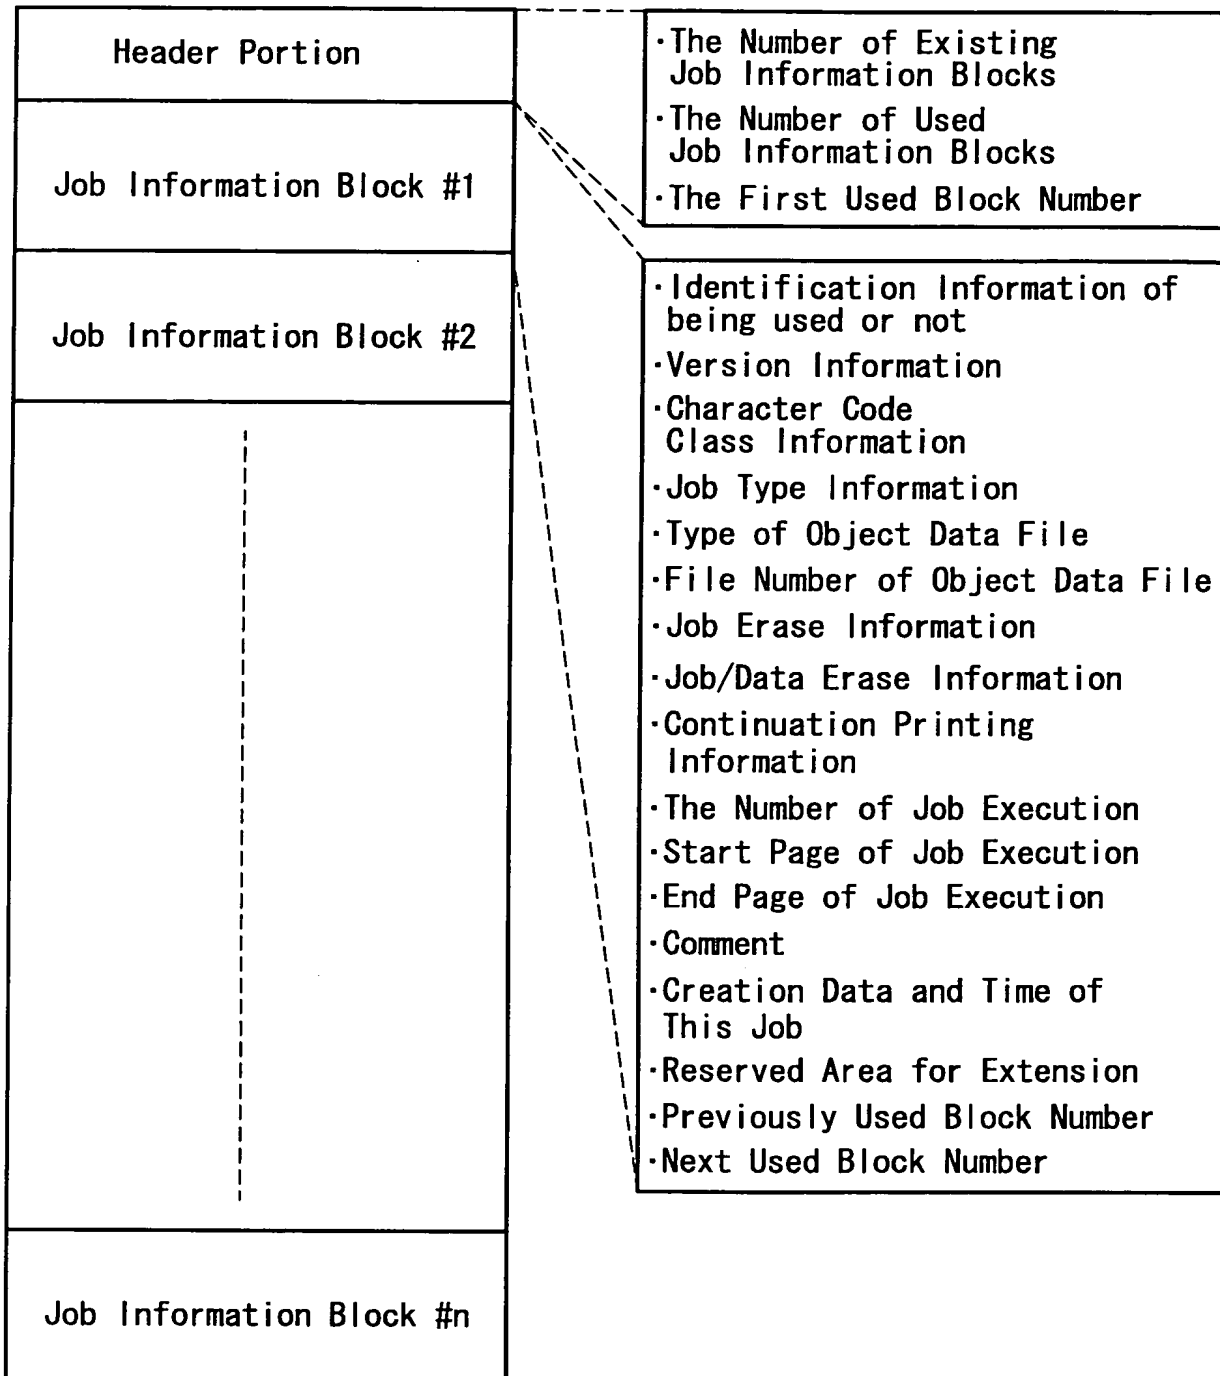 Header Portion
Job Information Block #1
Job Information Block #2
Job Information Block #n
·The Number of Existing
Job Information Blocks
·The Number of Used
Job Information Blocks
·The First Used Block Number
·Identification Information of
being used or not
·Version Information
·Character Code
Class Information
·Job Type Information
·Type of Object Data File
·File Number of Object Data File
·Job Erase Information
·Job/Data Erase Information
·Continuation Printing
Information
·The Number of Job Execution
·Start Page of Job Execution
·End Page of Job Execution
·Comment
·Creation Data and Time of
This Job
·Reserved Area for Extension
·Previously Used Block Number
·Next Used Block Number